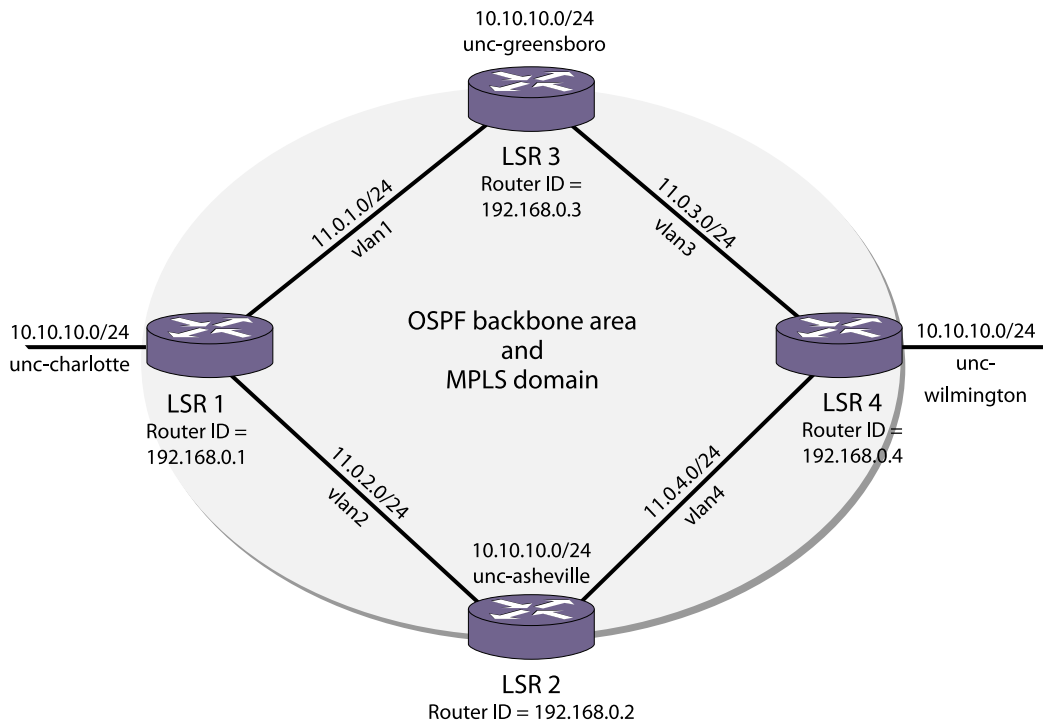 10.10.10.0/24
unc-greensboro
LSR 3
Router ID =
192.168.0.3
11.0.1.0/24
vlan1
11.0.3.0/24
vlan3
10.10.10.0/24
unc-charlotte
LSR 1
Router ID =
192.168.0.1
OSPF backbone area
and
MPLS domain
10.10.10.0/24
unc-
wilmington
LSR 4
Router ID =
192.168.0.4
11.0.2.0/24
vlan2
11.0.4.0/24
vlan4
10.10.10.0/24
unc-asheville
LSR 2
Router ID = 192.168.0.2